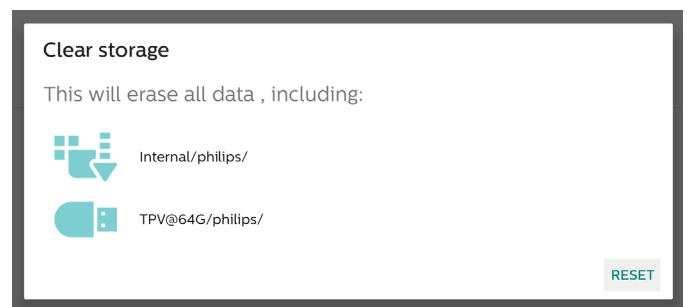 Clear storage
This will erase all data , including:
Internal/philips/
TPV@64G/philips/
RESET